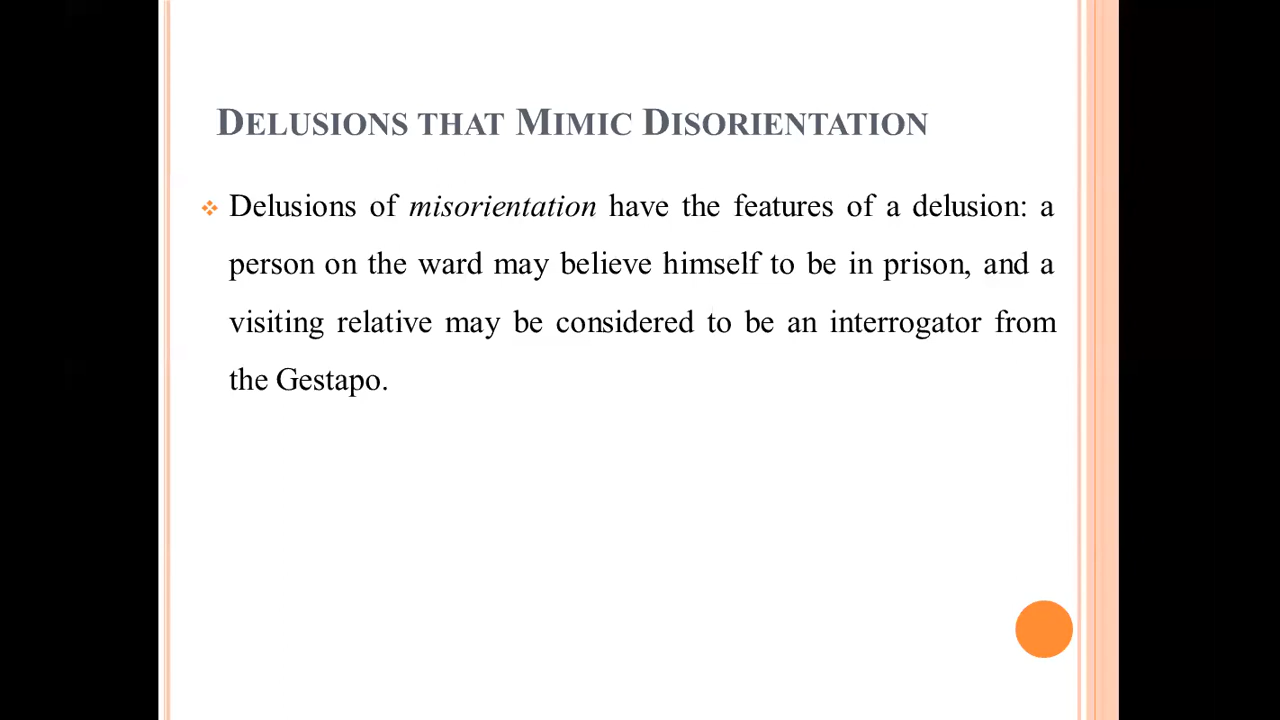 DELUSIONS THAT MIMIC DISORIENTATION
Delusions of misorientation have the features of a delusion: a
person on the ward may believe himself to be in prison, and a
visiting relative may be considered to be an interrogator from
the Gestapo.